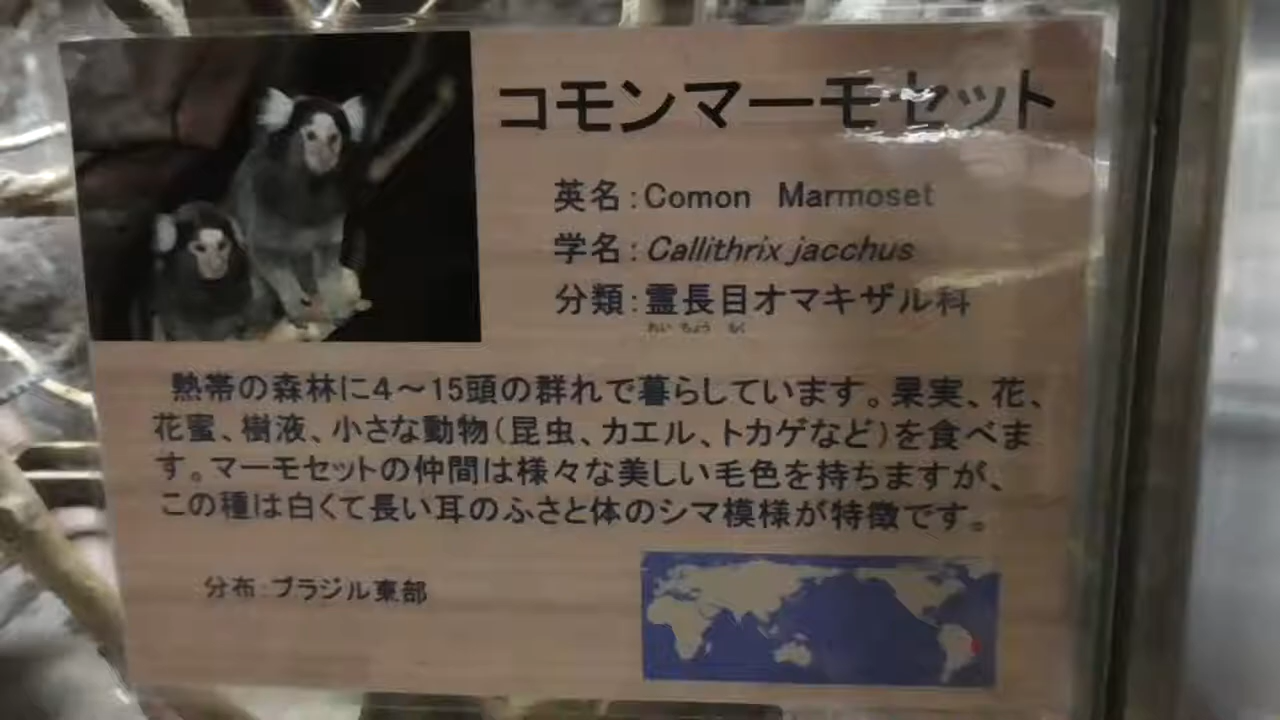 コモンマーモセット
英名：Comon Marmoset
学名：Callithrix jacchus
分類：霊長目オマキザル科
れい ちょう もく
熱帯の森林に4～15頭の群れで暮らしています。果実、花、
花蜜、樹液、小さな動物（昆虫、カエル、トカゲなど）を食べま
す。マーモセットの仲間は様々な美しい毛色を持ちますが、
この種は白くて長い耳のふさと体のシマ模様が特徴です。
分布：ブラジル東部